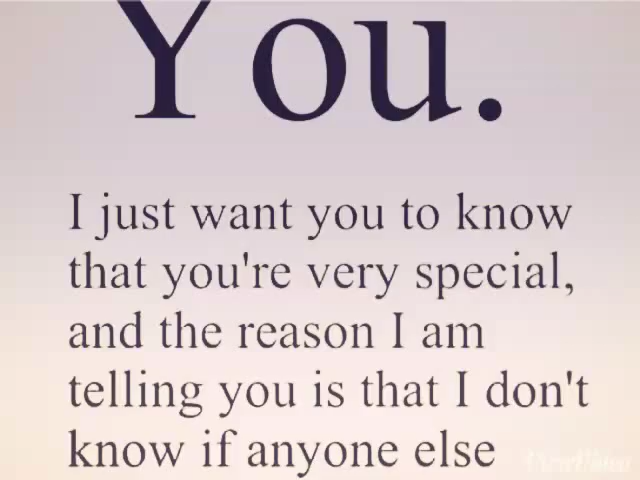 You.
I just want you to know
that you're very special,
and the reason I am
telling you is that I don't
know if anyone else